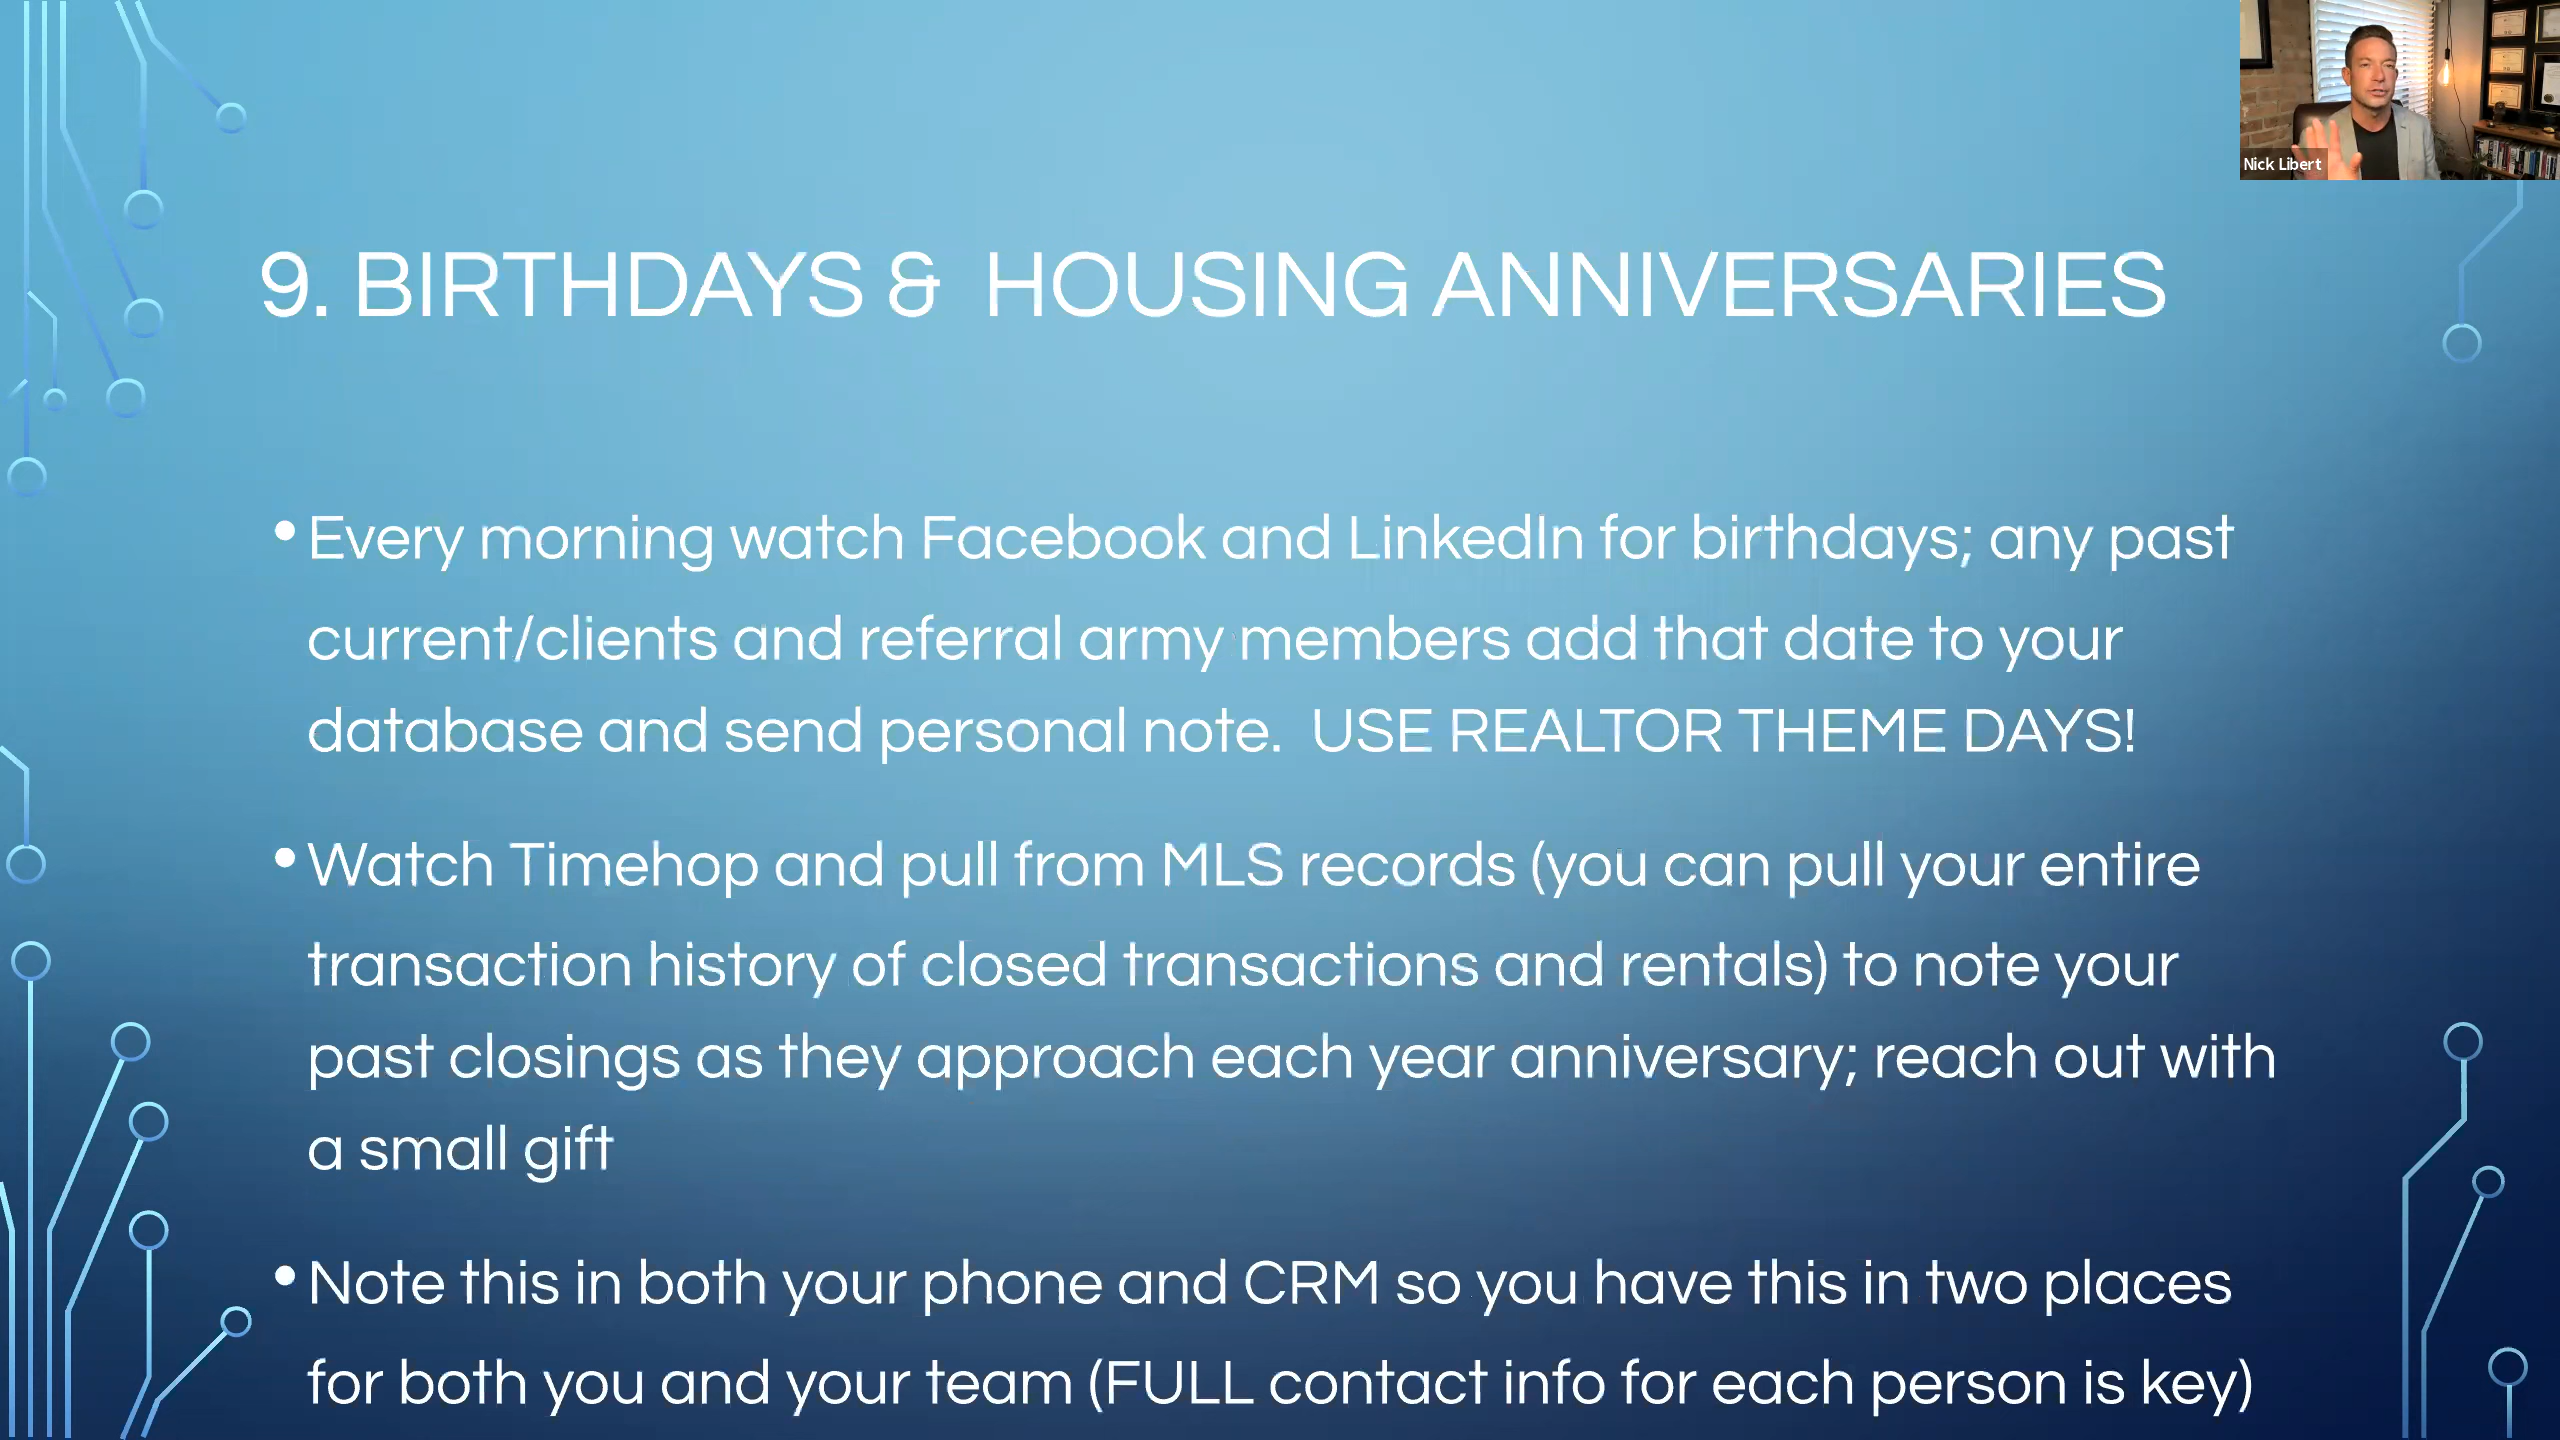 Nick Libert
9. BIRTHDAYS & HOUSING ANNIVERSARIES
• Every morning watch Facebook and LinkedIn for birthdays; any past
current/clients and referral army members add that date to your
database and send personal note. USE REALTOR THEME DAYS!
• Watch Timehop and pull from MLS records (you can pull your entire
transaction history of closed transactions and rentals) to note your
past closings as they approach each year anniversary; reach out with
a small gift
• Note this in both your phone and CRM so you have this in two places
for both you and your team (FULL contact info for each person is key)